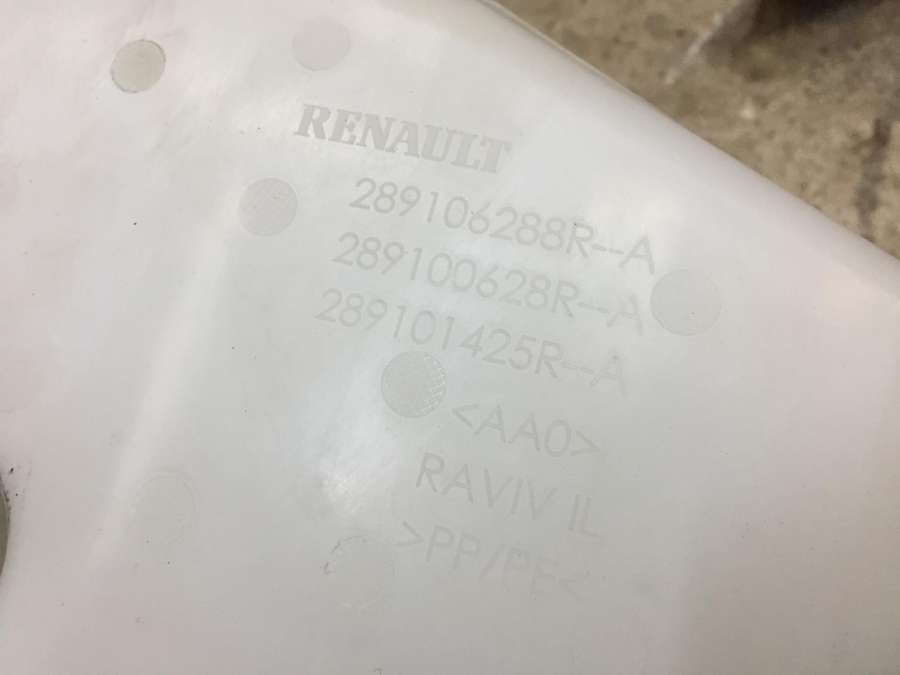 RENAULT
289106288R--A
289100628R--A
289101425R--A
<AA0>
RAVIV IL
>PP/PE<